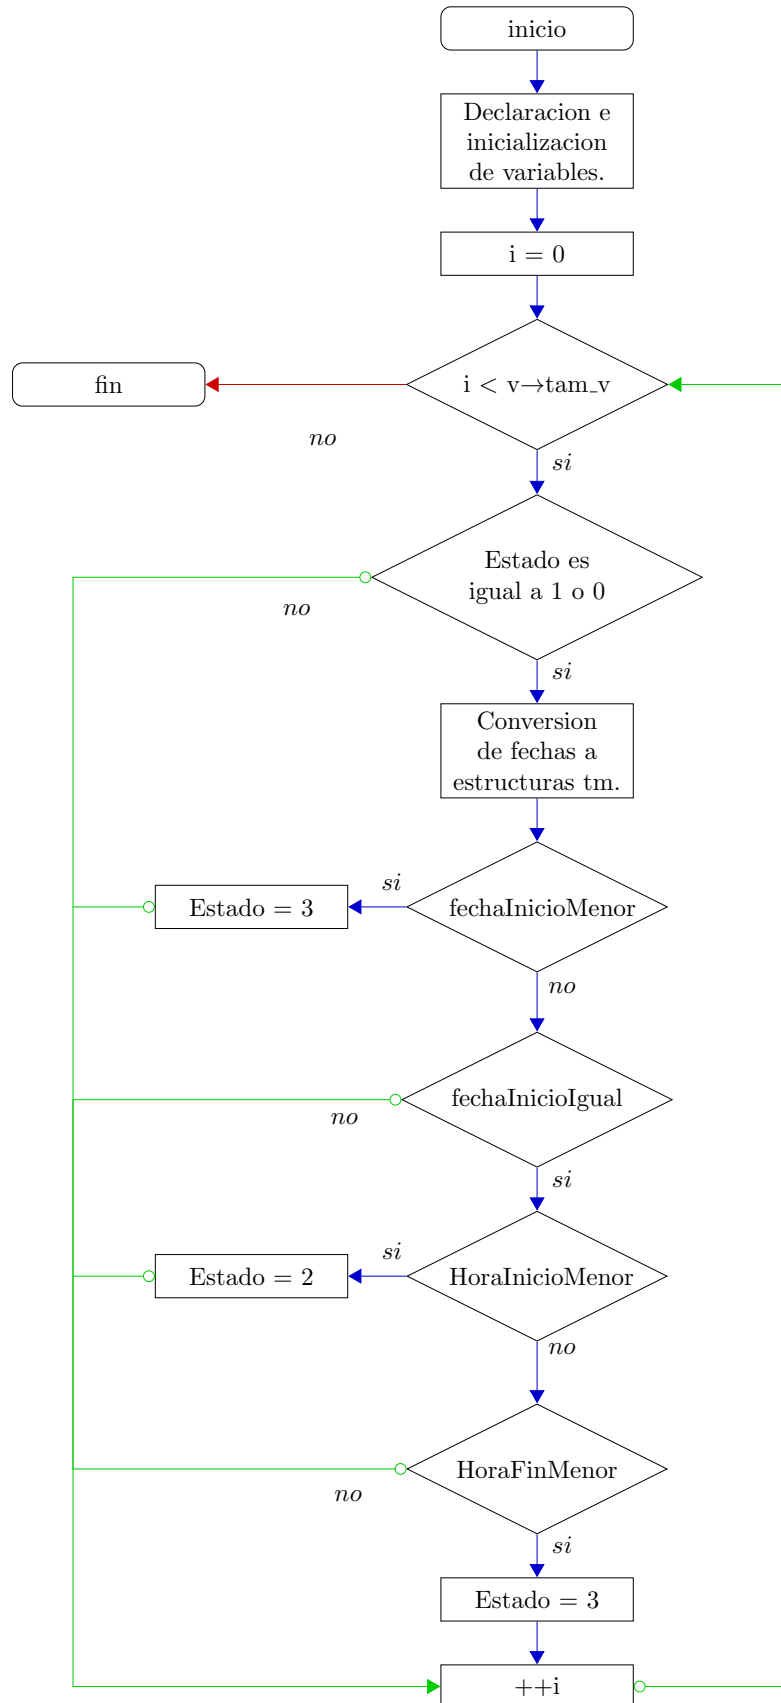 inicio
Declaracion e
inicializacion
de variables.
i = 0
fin
i < v→tam_v
no
si
Estado es
igual a 1 o 0
no
si
Conversion
de fechas a
estructuras tm.
si
Estado = 3
fechaInicioMenor
no
fechaInicioIgual
no
si
si
Estado = 2
HoraInicioMenor
no
HoraFinMenor
no
si
Estado = 3
++i